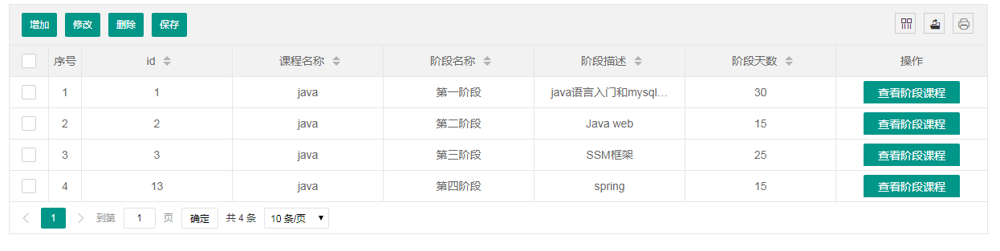 增加 修改 删除 保存
序号 id 课程名称 阶段名称 阶段描述 阶段天数 操作
1 1 java 第一阶段 java语言入门和mysql... 30 查看阶段课程
2 2 java 第二阶段 Java web 15 查看阶段课程
3 3 java 第三阶段 SSM框架 25 查看阶段课程
4 13 java 第四阶段 spring 15 查看阶段课程
1 到第 1 页 确定 共 4 条 10 条/页